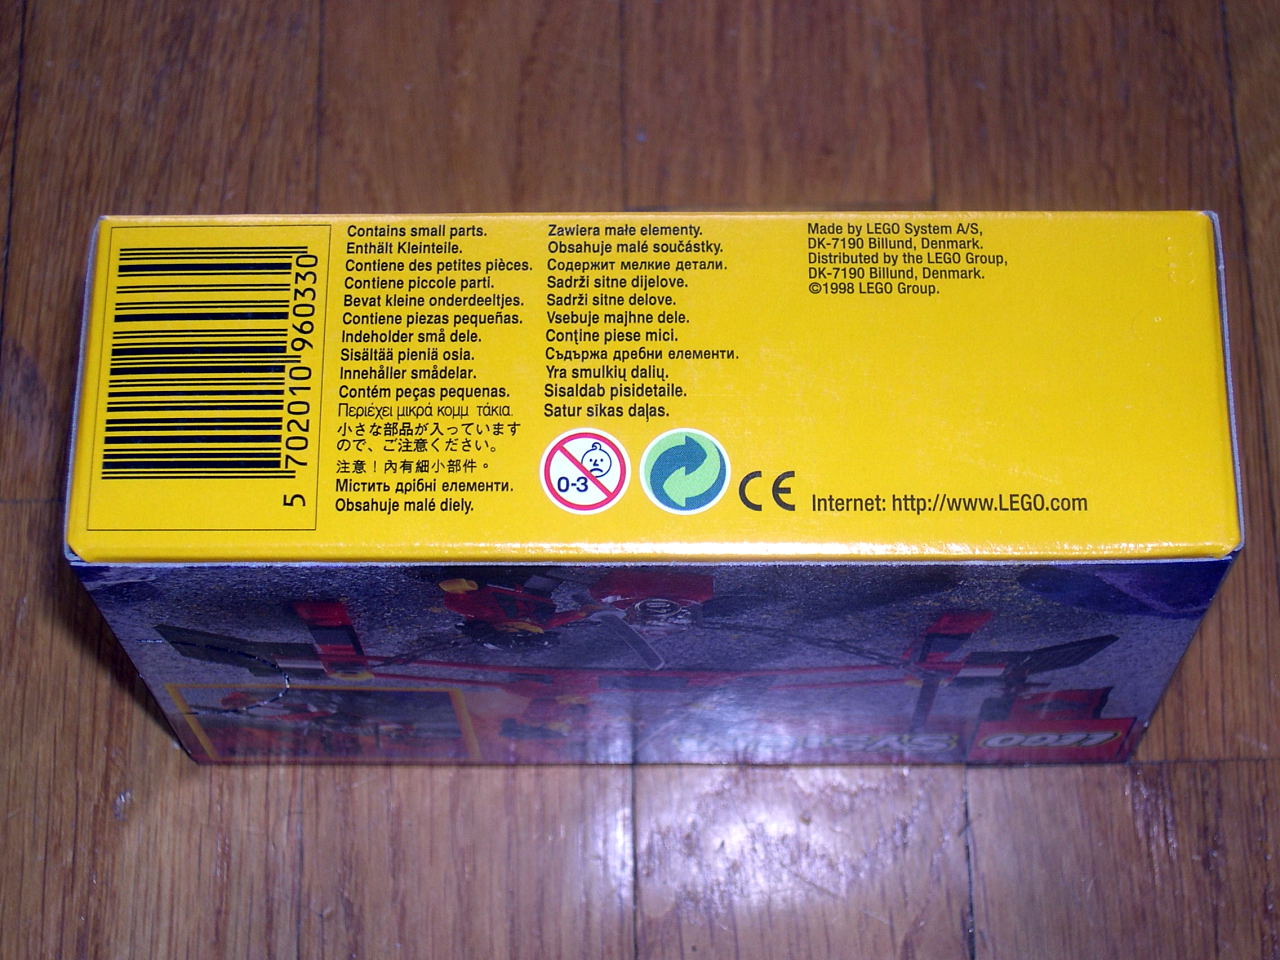 5 702010 960330
Contains small parts.
Enthält Kleinteile.
Contiene des petites pièces.
Contiene piccole parti.
Bevat kleine onderdeeltjes.
Contiene piezas pequeñas.
Indeholder små dele.
Sisältää pieniä osia.
Innehåller smådelar.
Contém peças pequenas.
Περιέχει μικρά κομμ τάκια.
小さな部品が入っています
ので、ご注意ください。
注意！內有細小部件。
Містить дрібні елементи.
Obsahuje malé diely.
Zawiera małe elementy.
Obsahuje malé součástky.
Содержит мелкие детали.
Sadrži sitne dijelove.
Sadrži sitne delove.
Vsebuje majhne dele.
Conţine piese mici.
Съдържа дребни елементи.
Yra smulkių dalių.
Sisaldab pisidetaile.
Satur sīkas daļas.
0-3
CE
Made by LEGO System A/S,
DK-7190 Billund, Denmark.
Distributed by the LEGO Group,
DK-7190 Billund, Denmark.
©1998 LEGO Group.
Internet: http://www.LEGO.com
LEGO SYSTEM